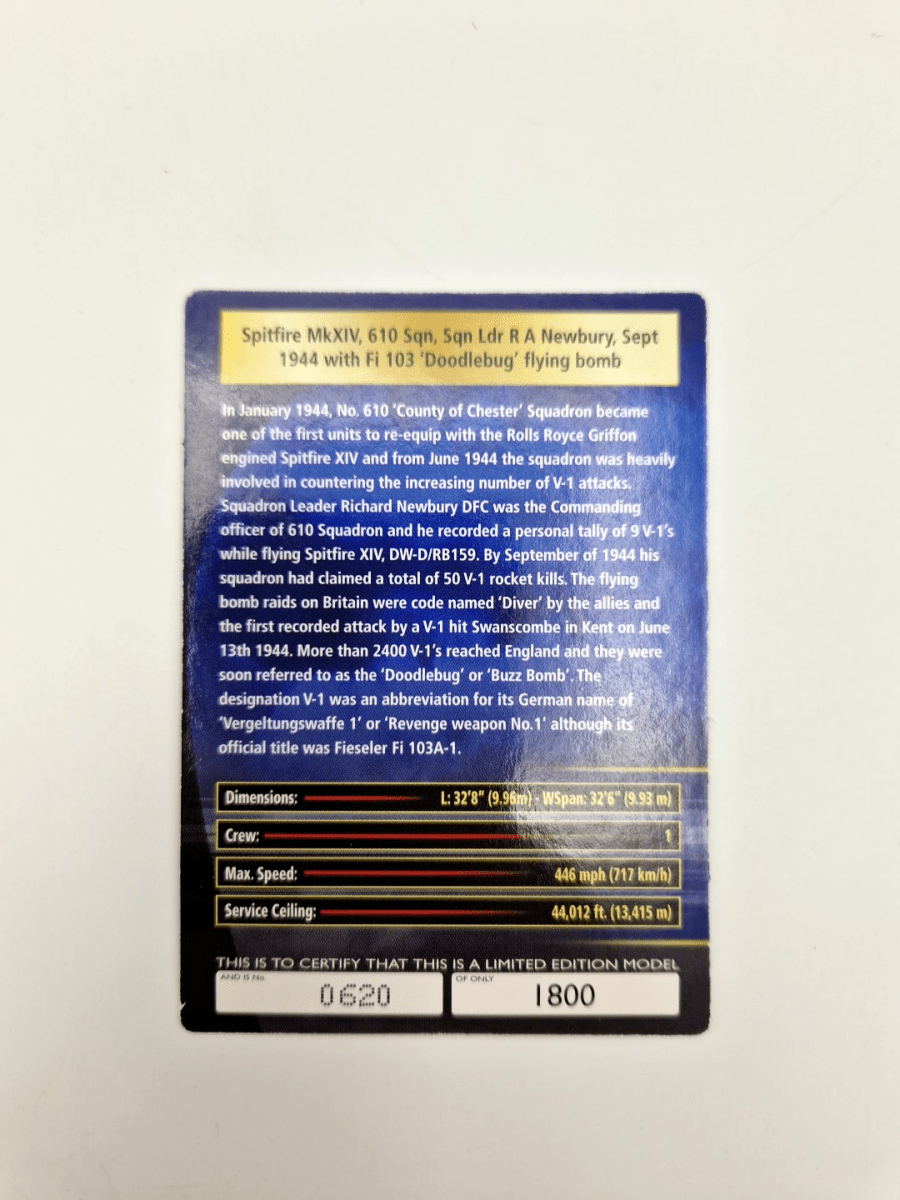 Spitfire MkXIV, 610 Sqn, Sqn Ldr R A Newbury, Sept
1944 with Fi 103 ‘Doodlebug’ flying bomb
In January 1944, No. 610 ‘County of Chester’ Squadron became
one of the first units to re-equip with the Rolls Royce Griffon
engined Spitfire XIV and from June 1944 the squadron was heavily
involved in countering the increasing number of V-1 attacks.
Squadron Leader Richard Newbury DFC was the Commanding
officer of 610 Squadron and he recorded a personal tally of 9 V-1’s
while flying Spitfire XIV, DW-D/RB159. By September of 1944 his
squadron had claimed a total of 50 V-1 rocket kills. The flying
bomb raids on Britain were code named ‘Diver’ by the allies and
the first recorded attack by a V-1 hit Swanscombe in Kent on June
13th 1944. More than 2400 V-1’s reached England and they were
soon referred to as the ‘Doodlebug’ or ‘Buzz Bomb’. The
designation V-1 was an abbreviation for its German name of
‘Vergeltungswaffe 1’ or ‘Revenge weapon No.1’ although its
official title was Fieseler Fi 103A-1.
Dimensions: L: 32'8" (9.96m) - WSpan: 32'6" (9.93 m)
Crew: 1
Max. Speed: 446 mph (717 km/h)
Service Ceiling: 44,012 ft. (13,415 m)
THIS IS TO CERTIFY THAT THIS IS A LIMITED EDITION MODEL
AND IS No. 0620 OF ONLY 1800